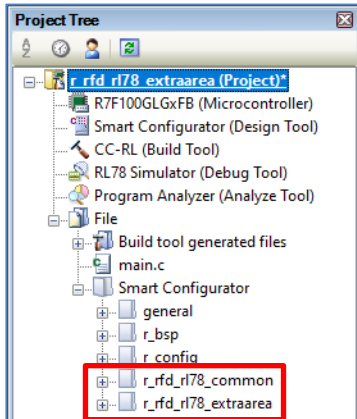 Project Tree
r_rfd_rl78_extraarea (Project)*
R7F100GLGxFB (Microcontroller)
Smart Configurator (Design Tool)
CC-RL (Build Tool)
RL78 Simulator (Debug Tool)
Program Analyzer (Analyze Tool)
File
Build tool generated files
main.c
Smart Configurator
general
r_bsp
r_config
r_rfd_rl78_common
r_rfd_rl78_extraarea